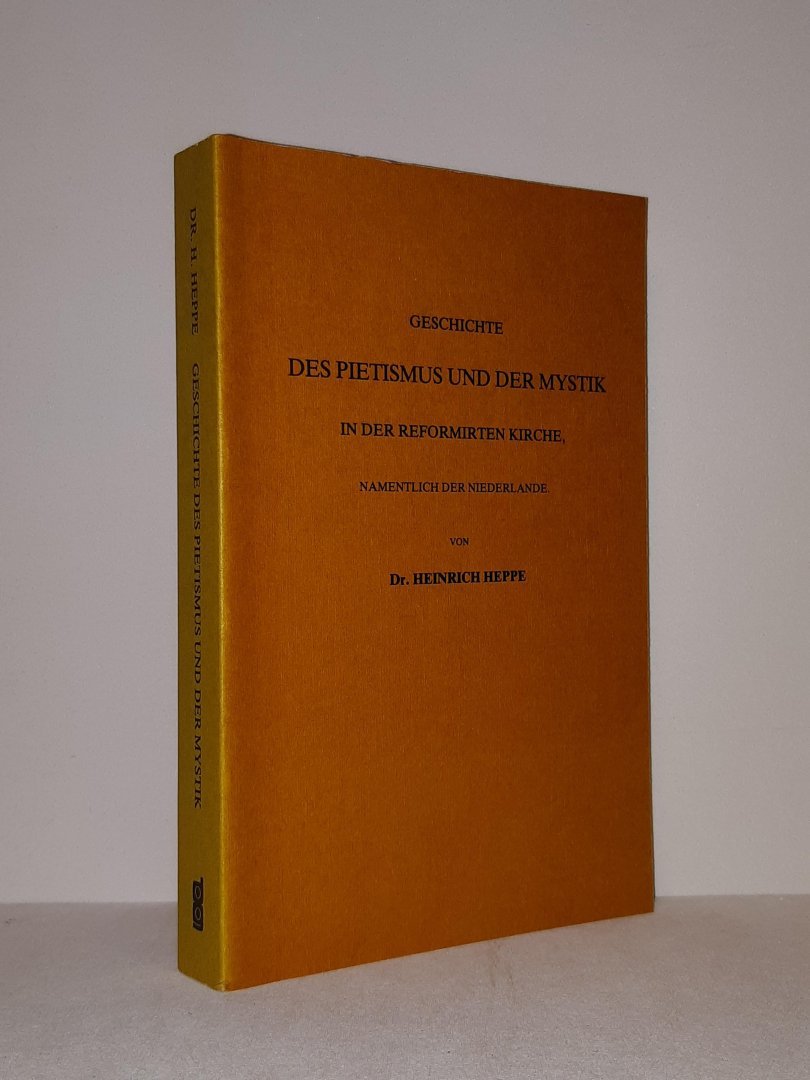 GESCHICHTE
DES PIETISMUS UND DER MYSTIK
IN DER REFORMIRTEN KIRCHE,
NAMENTLICH DER NIEDERLANDE.
VON
Dr. HEINRICH HEPPE
DR. H. HEPPE GESCHICHTE DES PIETISMUS UND DER MYSTIK